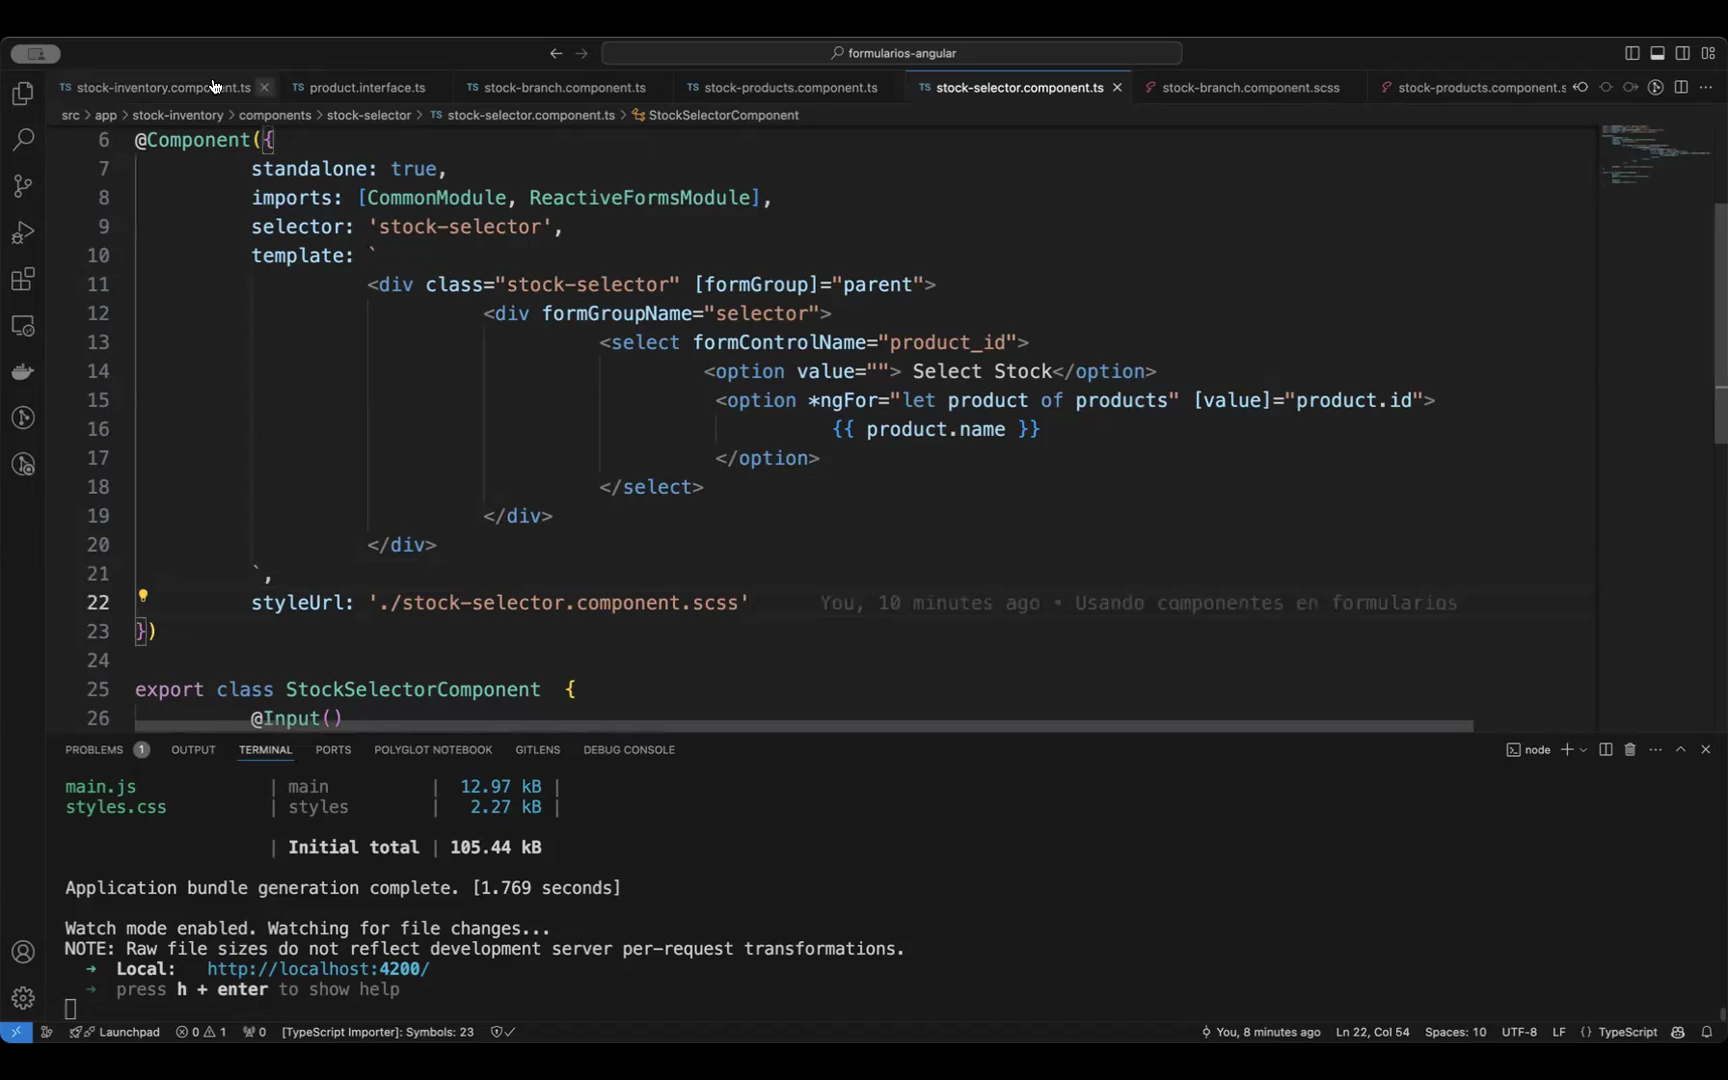 formularios-angular
TS stock-inventory.component.ts
TS product.interface.ts
TS stock-branch.component.ts
TS stock-products.component.ts
TS stock-selector.component.ts
stock-branch.component.scss
stock-products.component.s
src > app > stock-inventory > components > stock-selector > TS stock-selector.component.ts > StockSelectorComponent
6 @Component({
7 standalone: true,
8 imports: [CommonModule, ReactiveFormsModule],
9 selector: 'stock-selector',
10 template: `
11 <div class="stock-selector" [formGroup]="parent">
12 <div formGroupName="selector">
13 <select formControlName="product_id">
14 <option value=""> Select Stock</option>
15 <option *ngFor="let product of products" [value]="product.id">
16 {{ product.name }}
17 </option>
18 </select>
19 </div>
20 </div>
21 `,
22 styleUrl: './stock-selector.component.scss' You, 10 minutes ago • Usando componentes en formularios
23 })
24
25 export class StockSelectorComponent {
26 @Input()
PROBLEMS 1 OUTPUT TERMINAL PORTS POLYGLOT NOTEBOOK GITLENS DEBUG CONSOLE
node
main.js | main | 12.97 kB |
styles.css | styles | 2.27 kB |
| Initial total | 105.44 kB
Application bundle generation complete. [1.769 seconds]
Watch mode enabled. Watching for file changes...
NOTE: Raw file sizes do not reflect development server per-request transformations.
➜ Local: http://localhost:4200/
➜ press h + enter to show help
Launchpad 0 1 0 [TypeScript Importer]: Symbols: 23 You, 8 minutes ago Ln 22, Col 54 Spaces: 10 UTF-8 LF {} TypeScript